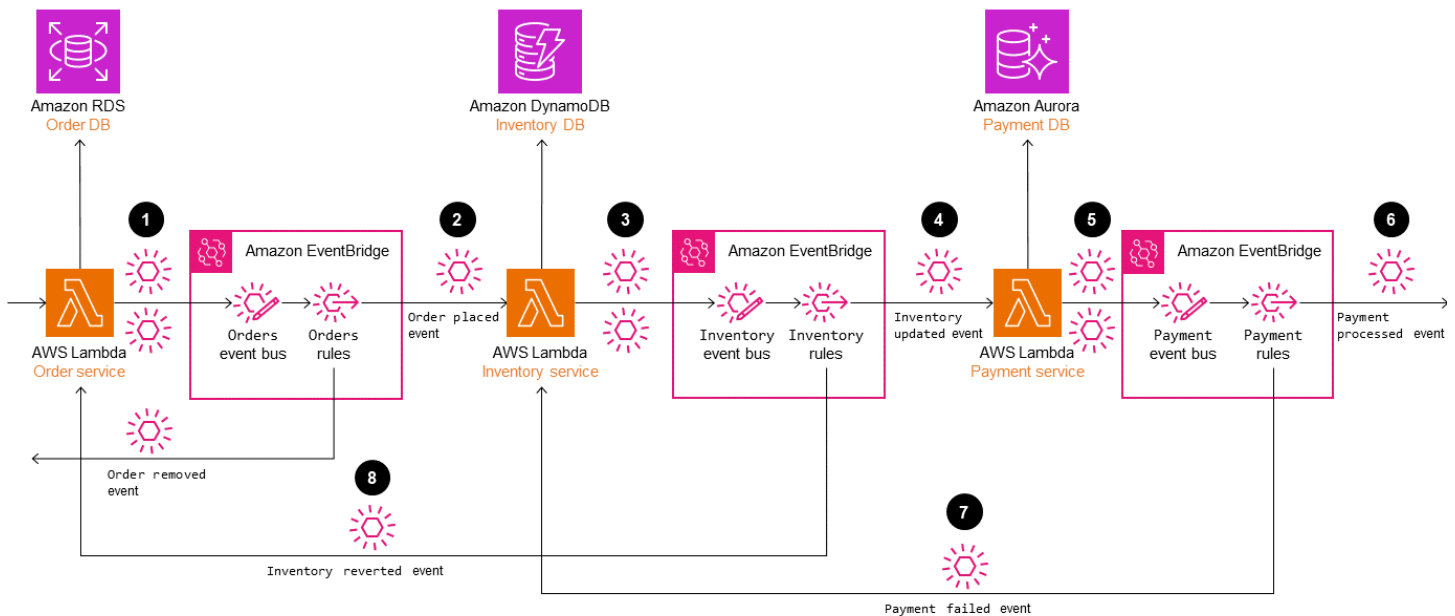 Amazon RDS
Order DB
Amazon DynamoDB
Inventory DB
Amazon Aurora
Payment DB
1
2
3
4
5
6
Amazon EventBridge
Amazon EventBridge
Amazon EventBridge
AWS Lambda
Order service
Orders
event bus
Orders
rules
Order placed
event
AWS Lambda
Inventory service
Inventory
event bus
Inventory
rules
Inventory
updated event
AWS Lambda
Payment service
Payment
event bus
Payment
rules
Payment
processed event
Order removed
event
8
Inventory reverted event
7
Payment failed event